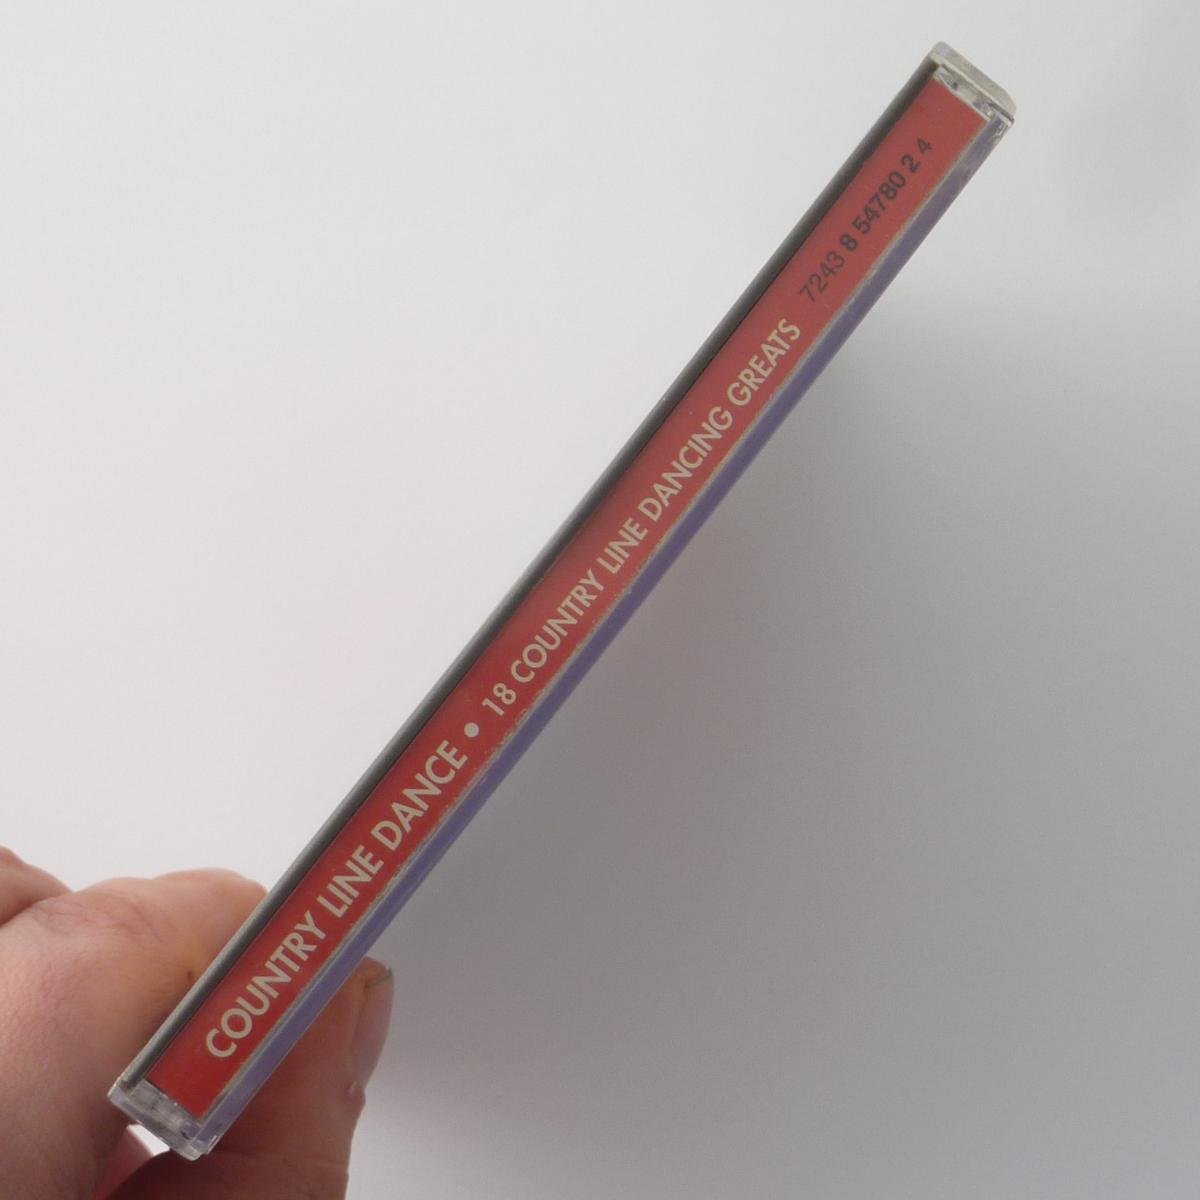 COUNTRY LINE DANCE • 18 COUNTRY LINE DANCING GREATS 7243 8 54780 2 4